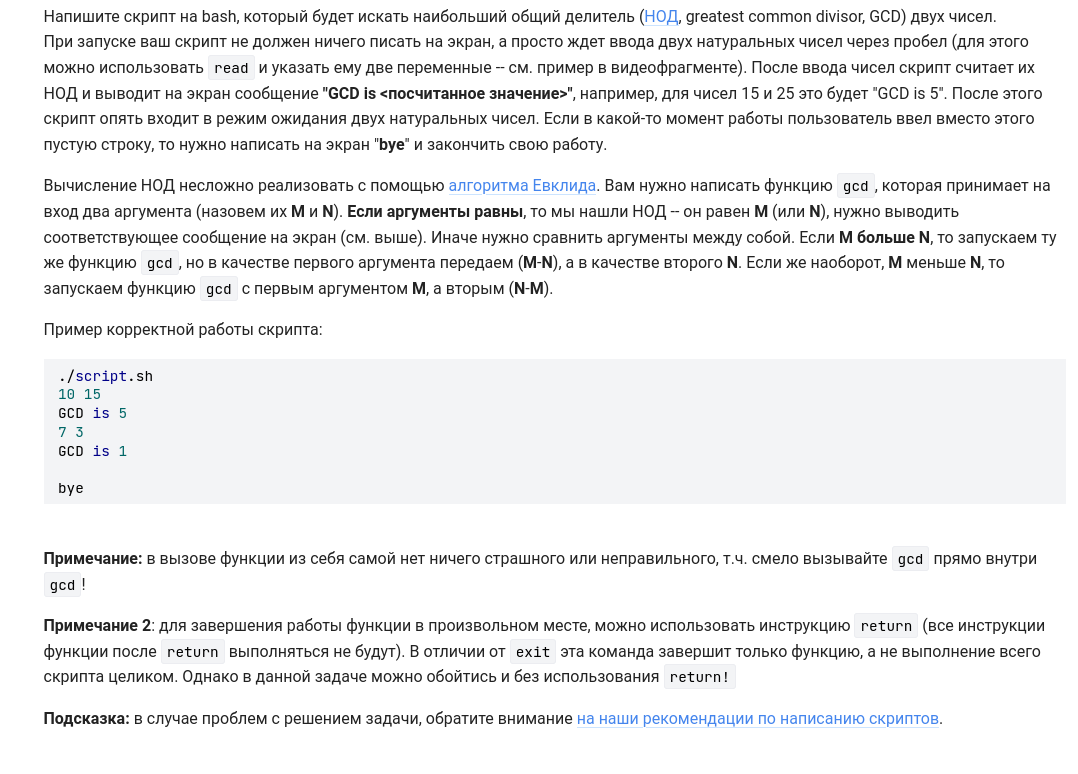 Напишите скрипт на bash, который будет искать наибольший общий делитель (НОД, greatest common divisor, GCD) двух чисел.
При запуске ваш скрипт не должен ничего писать на экран, а просто ждет ввода двух натуральных чисел через пробел (для этого
можно использовать read и указать ему две переменные -- см. пример в видеофрагменте). После ввода чисел скрипт считает их
НОД и выводит на экран сообщение "GCD is <посчитанное значение>", например, для чисел 15 и 25 это будет "GCD is 5". После этого
скрипт опять входит в режим ожидания двух натуральных чисел. Если в какой-то момент работы пользователь ввел вместо этого
пустую строку, то нужно написать на экран "bye" и закончить свою работу.
Вычисление НОД несложно реализовать с помощью алгоритма Евклида. Вам нужно написать функцию gcd, которая принимает на
вход два аргумента (назовем их M и N). Если аргументы равны, то мы нашли НОД -- он равен M (или N), нужно выводить
соответствующее сообщение на экран (см. выше). Иначе нужно сравнить аргументы между собой. Если M больше N, то запускаем ту
же функцию gcd, но в качестве первого аргумента передаем (M-N), а в качестве второго N. Если же наоборот, M меньше N, то
запускаем функцию gcd с первым аргументом M, а вторым (N-M).
Пример корректной работы скрипта:
./script.sh
10 15
GCD is 5
7 3
GCD is 1
bye
Примечание: в вызове функции из себя самой нет ничего страшного или неправильного, т.ч. смело вызывайте gcd прямо внутри
gcd!
Примечание 2: для завершения работы функции в произвольном месте, можно использовать инструкцию return (все инструкции
функции после return выполняться не будут). В отличии от exit эта команда завершит только функцию, а не выполнение всего
скрипта целиком. Однако в данной задаче можно обойтись и без использования return!
Подсказка: в случае проблем с решением задачи, обратите внимание на наши рекомендации по написанию скриптов.